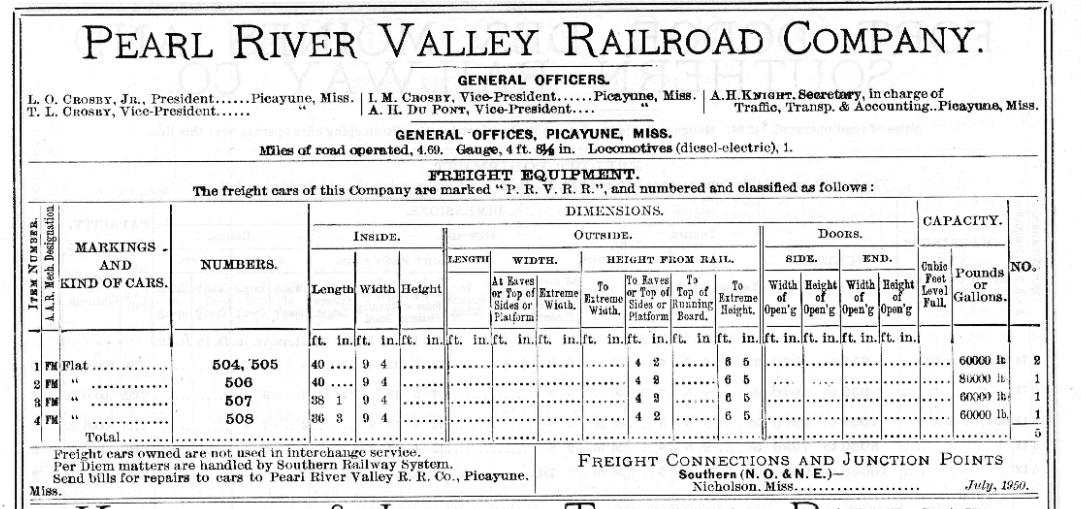 PEARL RIVER VALLEY RAILROAD COMPANY.
GENERAL OFFICERS.
L. O. CROSBY, JR., President......Picayune, Miss.
T. L. CROSBY, Vice-President...... "
I. M. CROSBY, Vice-President......Picayune, Miss.
A. H. DU PONT, Vice-President.......... "
A. H. KNIGHT. Secretary, in charge of
Traffic, Transp. & Accounting..Picayune, Miss.
GENERAL OFFICES, PICAYUNE, MISS.
Miles of road operated, 4.69. Gauge, 4 ft. 8½ in. Locomotives (diesel-electric), 1.
FREIGHT EQUIPMENT.
The freight cars of this Company are marked "P. R. V. R. R.", and numbered and classified as follows:
ITEM NUMBER.
A.A.R. Mech. Designation
MARKINGS AND KIND OF CARS.
NUMBERS.
DIMENSIONS.
INSIDE.
Length Width Height
OUTSIDE.
LENGTH WIDTH. HEIGHT FROM RAIL.
At Eaves or Top of Sides or Platform
Extreme Width.
To Extreme Width.
To Eaves or Top of Sides or Platform
To Top of Running Board.
To Extreme Height.
DOORS.
SIDE. END.
Width of Open'g
Height of Open'g
Width of Open'g
Height of Open'g
CAPACITY.
Cubic Feet Level Full.
Pounds or Gallons.
NO.
ft. in. ft. in. ft. in. ft. in. ft. in. ft. in. ft. in. ft. in. ft. in. ft. in. ft. in. ft. in. ft. in. ft. in.
1 FM Flat 504, 505 40 .... 9 4 4 2 6 5 60000 lb 2
2 FM " 506 40 .... 9 4 4 2 6 5 80000 lb 1
3 FM " 507 38 1 9 4 4 2 6 5 60000 lb. 1
4 FM " 508 36 3 9 4 4 2 6 5 60000 lb. 1
Total 5
Freight cars owned are not used in interchange service.
Per Diem matters are handled by Southern Railway System.
Send bills for repairs to cars to Pearl River Valley R. R. Co., Picayune, Miss.
FREIGHT CONNECTIONS AND JUNCTION POINTS
Southern (N. O. & N. E.)—
Nicholson, Miss.
July, 1950.